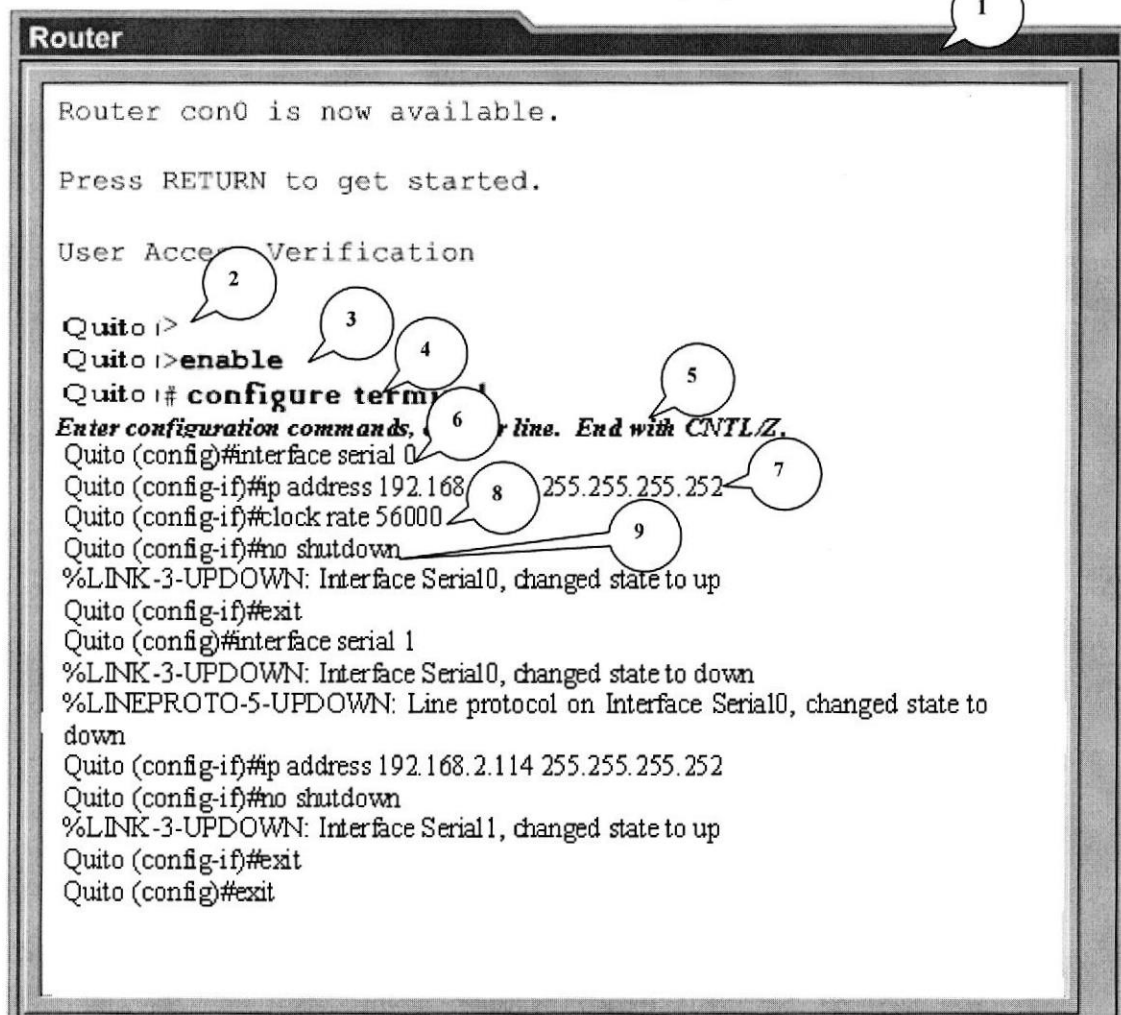 1
Router
Router con0 is now available.
Press RETURN to get started.
User Access Verification
2
Quito >
3
Quito >enable
4
Quito # configure terminal
5
Enter configuration commands, line. End with CNTL/Z.
6
Quito (config)#interface serial 0
7
Quito (config-if)#ip address 192.168 255.255.255.252
8
Quito (config-if)#clock rate 56000
9
Quito (config-if)#no shutdown
%LINK-3-UPDOWN: Interface Serial0, changed state to up
Quito (config-if)#exit
Quito (config)#interface serial 1
%LINK-3-UPDOWN: Interface Serial0, changed state to down
%LINEPROTO-5-UPDOWN: Line protocol on Interface Serial0, changed state to
down
Quito (config-if)#ip address 192.168.2.114 255.255.255.252
Quito (config-if)#no shutdown
%LINK-3-UPDOWN: Interface Serial1, changed state to up
Quito (config-if)#exit
Quito (config)#exit